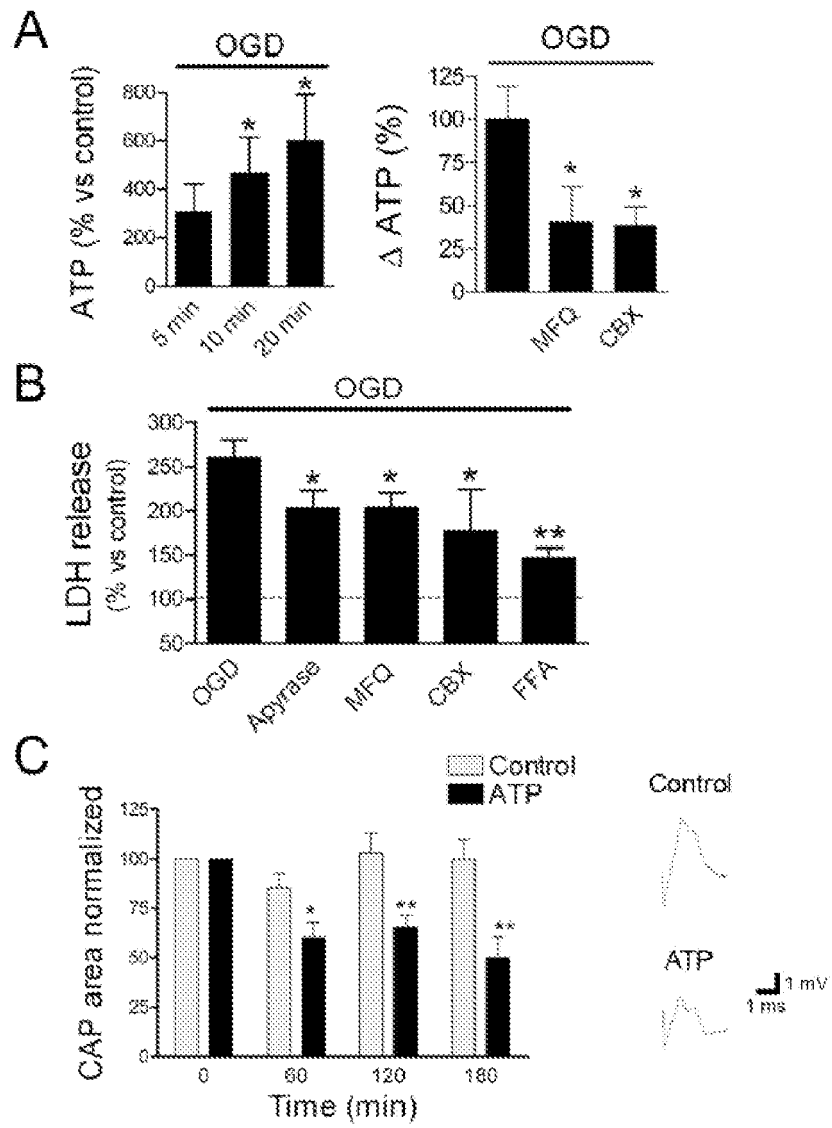 A
OGD
ATP (% vs control)
800
600
400
200
0
*
*
5 min
10 min
20 min
OGD
Δ ATP (%)
125
100
75
50
25
0
*
*
MFQ
CBX
B
OGD
LDH release
(% vs control)
300
250
200
150
100
50
*
*
*
**
OGD
Apyrase
MFQ
CBX
FFA
C
Control
ATP
CAP area normalized
125
100
75
50
25
0
*
**
**
0
60
120
180
Time (min)
Control
ATP
1 mV
1 ms